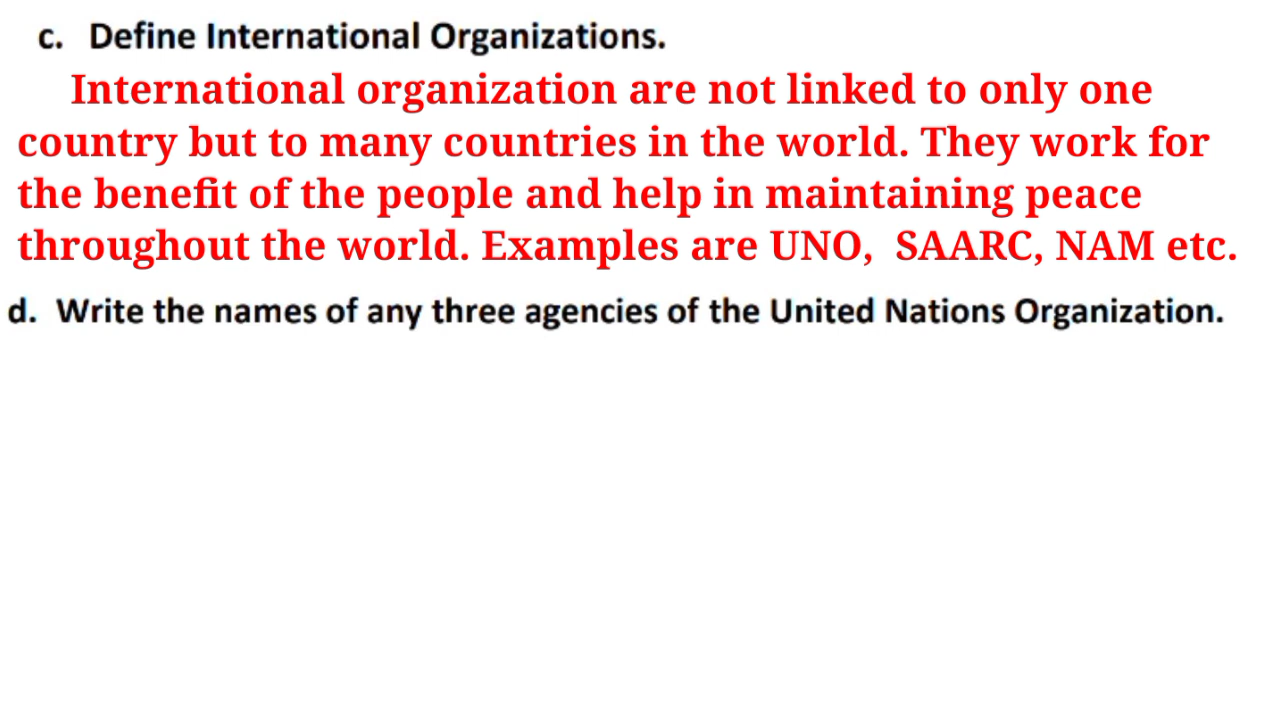 c. Define International Organizations.
International organization are not linked to only one
country but to many countries in the world. They work for
the benefit of the people and help in maintaining peace
throughout the world. Examples are UNO, SAARC, NAM etc.
d. Write the names of any three agencies of the United Nations Organization.